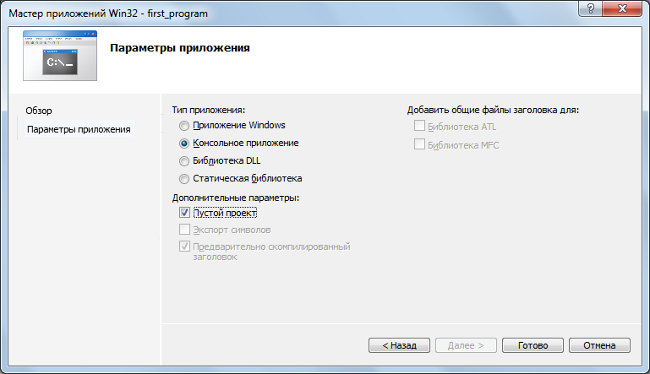 Мастер приложений Win32 - first_program
Параметры приложения
C:\_
Обзор
Параметры приложения
Тип приложения:
Приложение Windows
Консольное приложение
Библиотека DLL
Статическая библиотека
Дополнительные параметры:
Пустой проект
Экспорт символов
Предварительно скомпилированный
заголовок
Добавить общие файлы заголовка для:
Библиотека ATL
Библиотека MFC
< Назад
Далее >
Готово
Отмена